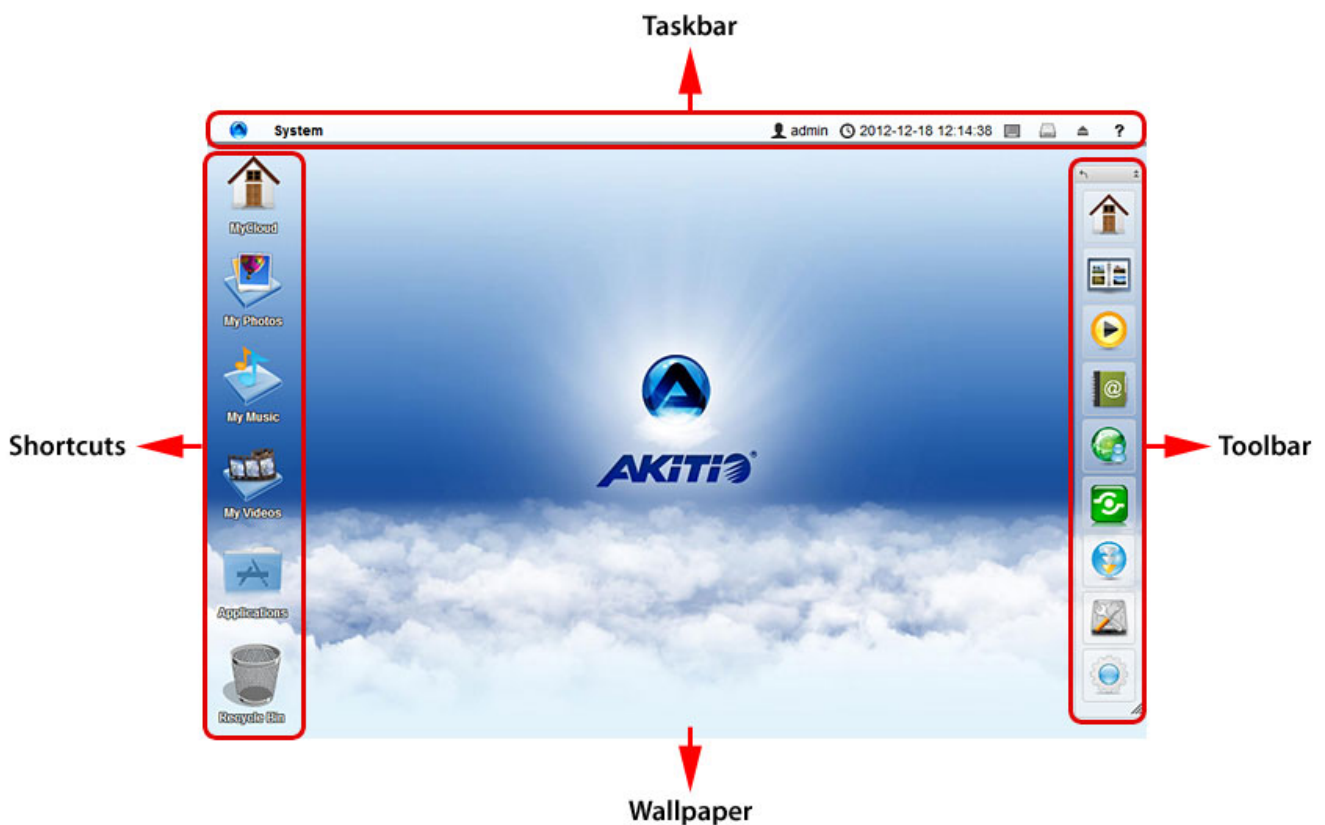 Taskbar
System admin 2012-12-18 12:14:38 ?
MyCloud
My Photos
My Music
Shortcuts
Toolbar
AKiTiO®
My Videos
Applications
Recycle Bin
Wallpaper